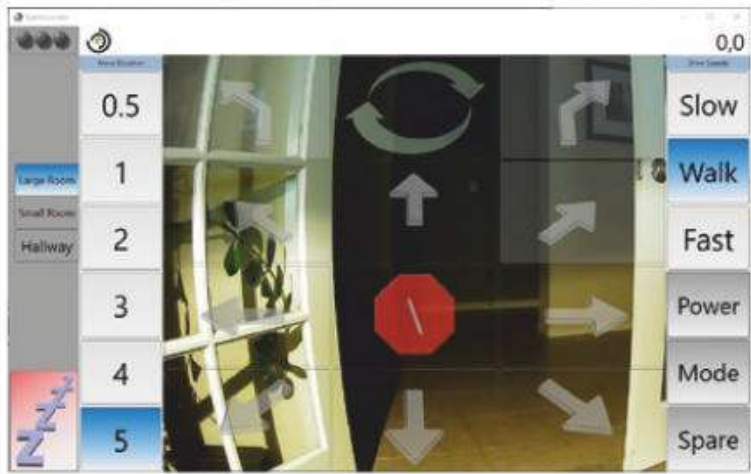 0,0
0.5
1
2
3
4
5
Large Room
Small Room
Hallway
Slow
Walk
Fast
Power
Mode
Spare
ZZZ